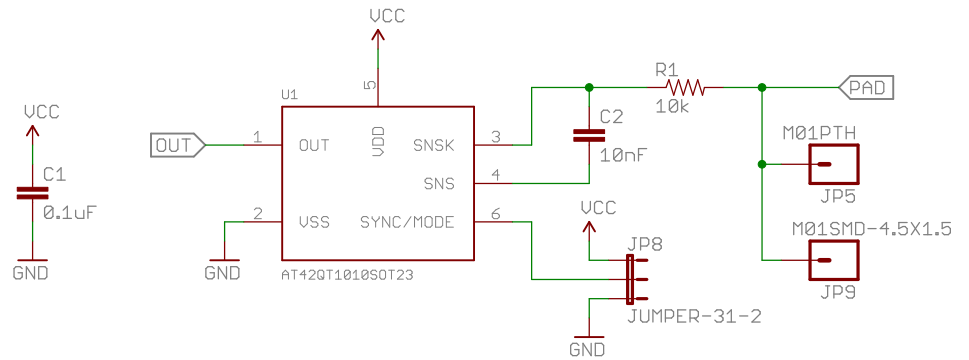 VCC
VCC
C1
0.1uF
GND
OUT
U1
5
VDD
1
OUT
2
VSS
GND
SNSK
3
SNS
4
SYNC/MODE
6
AT42QT1010SOT23
C2
10nF
R1
10k
PAD
M01PTH
JP5
M01SMD-4.5X1.5
JP9
VCC
JP8
JUMPER-31-2
GND